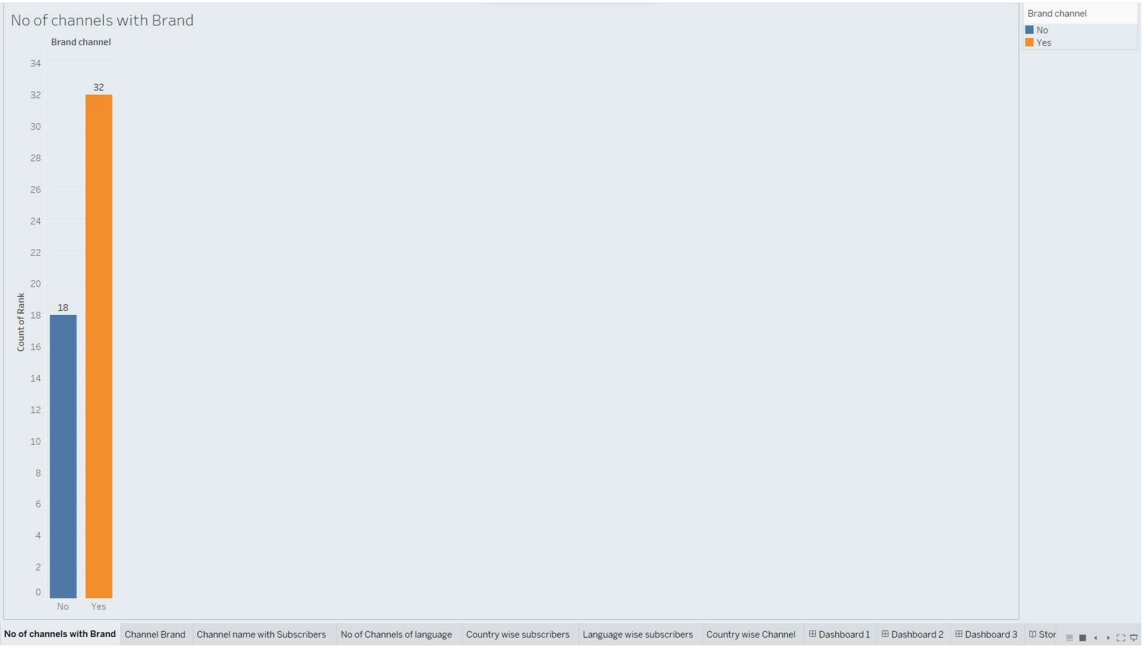 No of channels with Brand
Brand channel
34
32
32
30
28
26
24
22
20
18
18
16
14
12
10
8
6
4
2
0
Count of Rank
No
Yes
Brand channel
No
Yes
No of channels with Brand
Channel Brand
Channel name with Subscribers
No of Channels of language
Country wise subscribers
Language wise subscribers
Country wise Channel
Dashboard 1
Dashboard 2
Dashboard 3
Stor